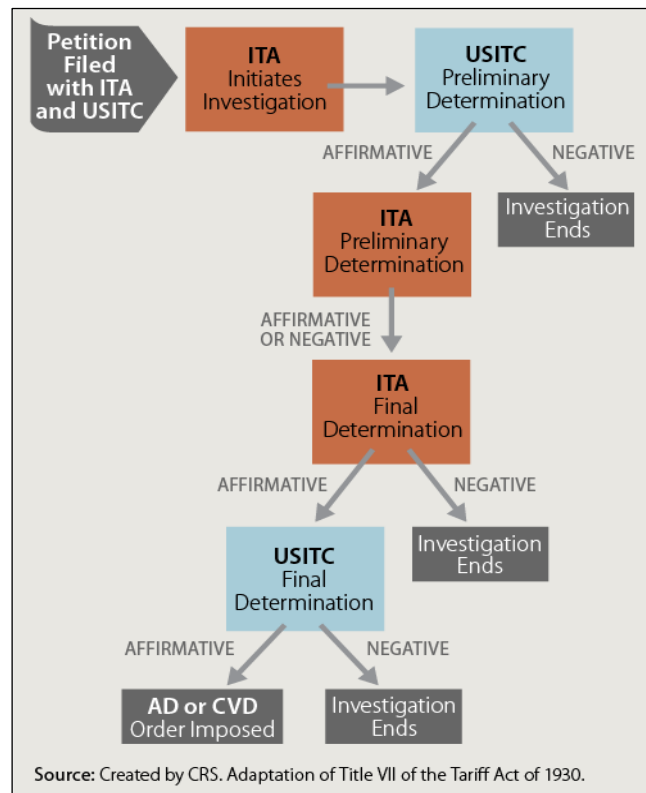 Petition
Filed
with ITA
and USITC
ITA
Initiates
Investigation
USITC
Preliminary
Determination
AFFIRMATIVE
NEGATIVE
ITA
Preliminary
Determination
Investigation
Ends
AFFIRMATIVE
OR NEGATIVE
ITA
Final
Determination
AFFIRMATIVE
NEGATIVE
USITC
Final
Determination
Investigation
Ends
AFFIRMATIVE
NEGATIVE
AD or CVD
Order Imposed
Investigation
Ends
Source: Created by CRS. Adaptation of Title VII of the Tariff Act of 1930.